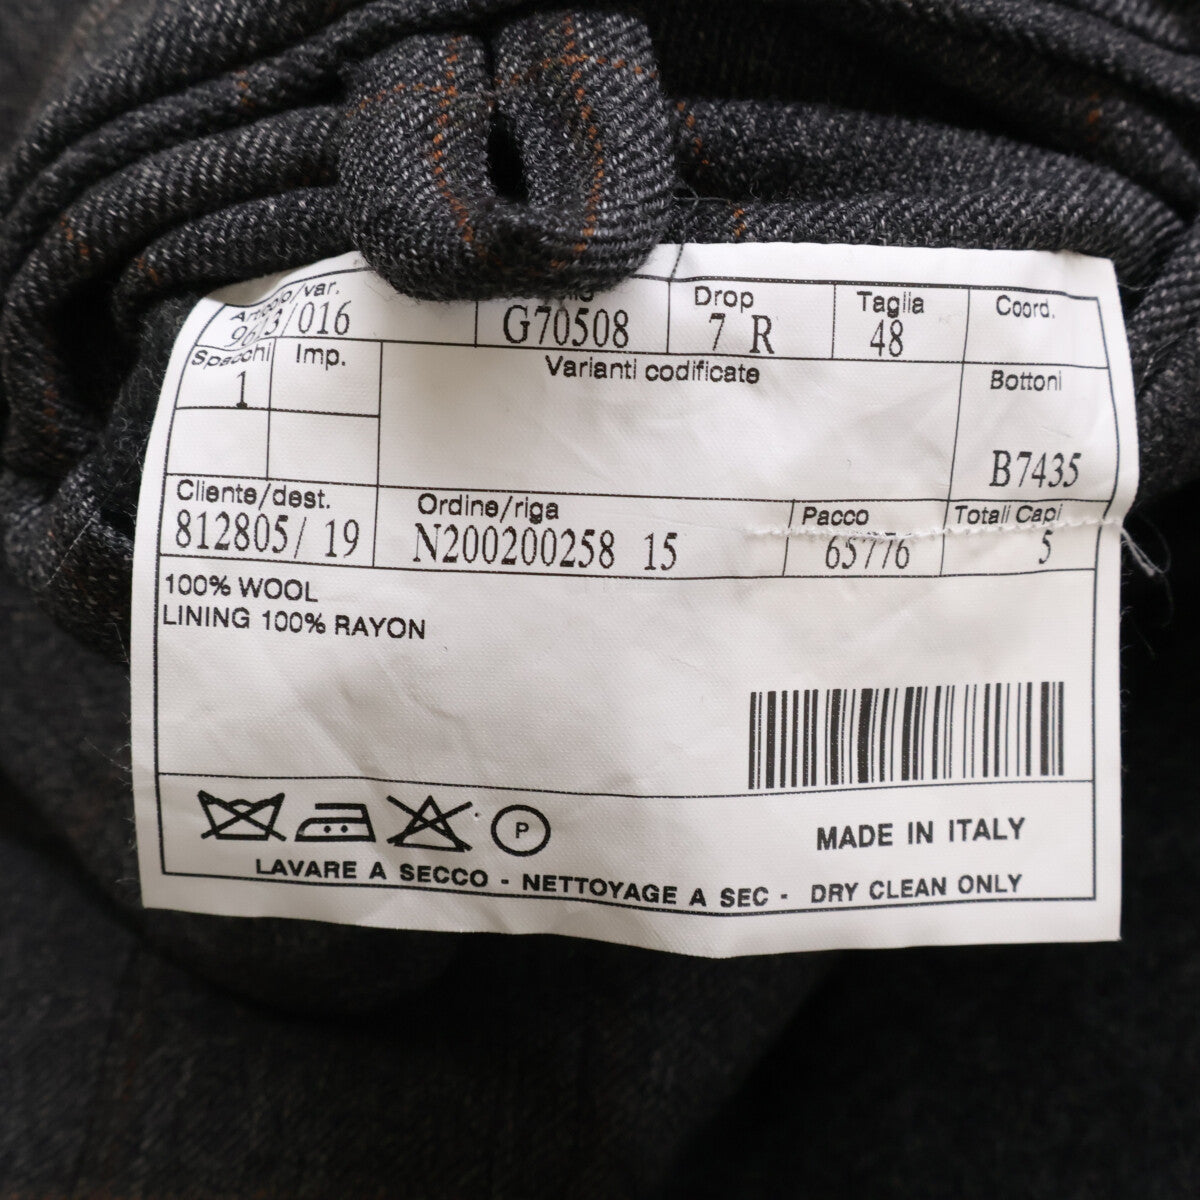 /var.
/016
G70508
Drop
7 R
Taglia
48
Coord.
Spacchi
1
Imp.
Varianti codificate
Bottoni
B7435
Cliente/dest.
812805/ 19
Ordine/riga
N200200258 15
Pacco
65776
Totali Capi
5
100% WOOL
LINING 100% RAYON
P
MADE IN ITALY
LAVARE A SECCO - NETTOYAGE A SEC - DRY CLEAN ONLY